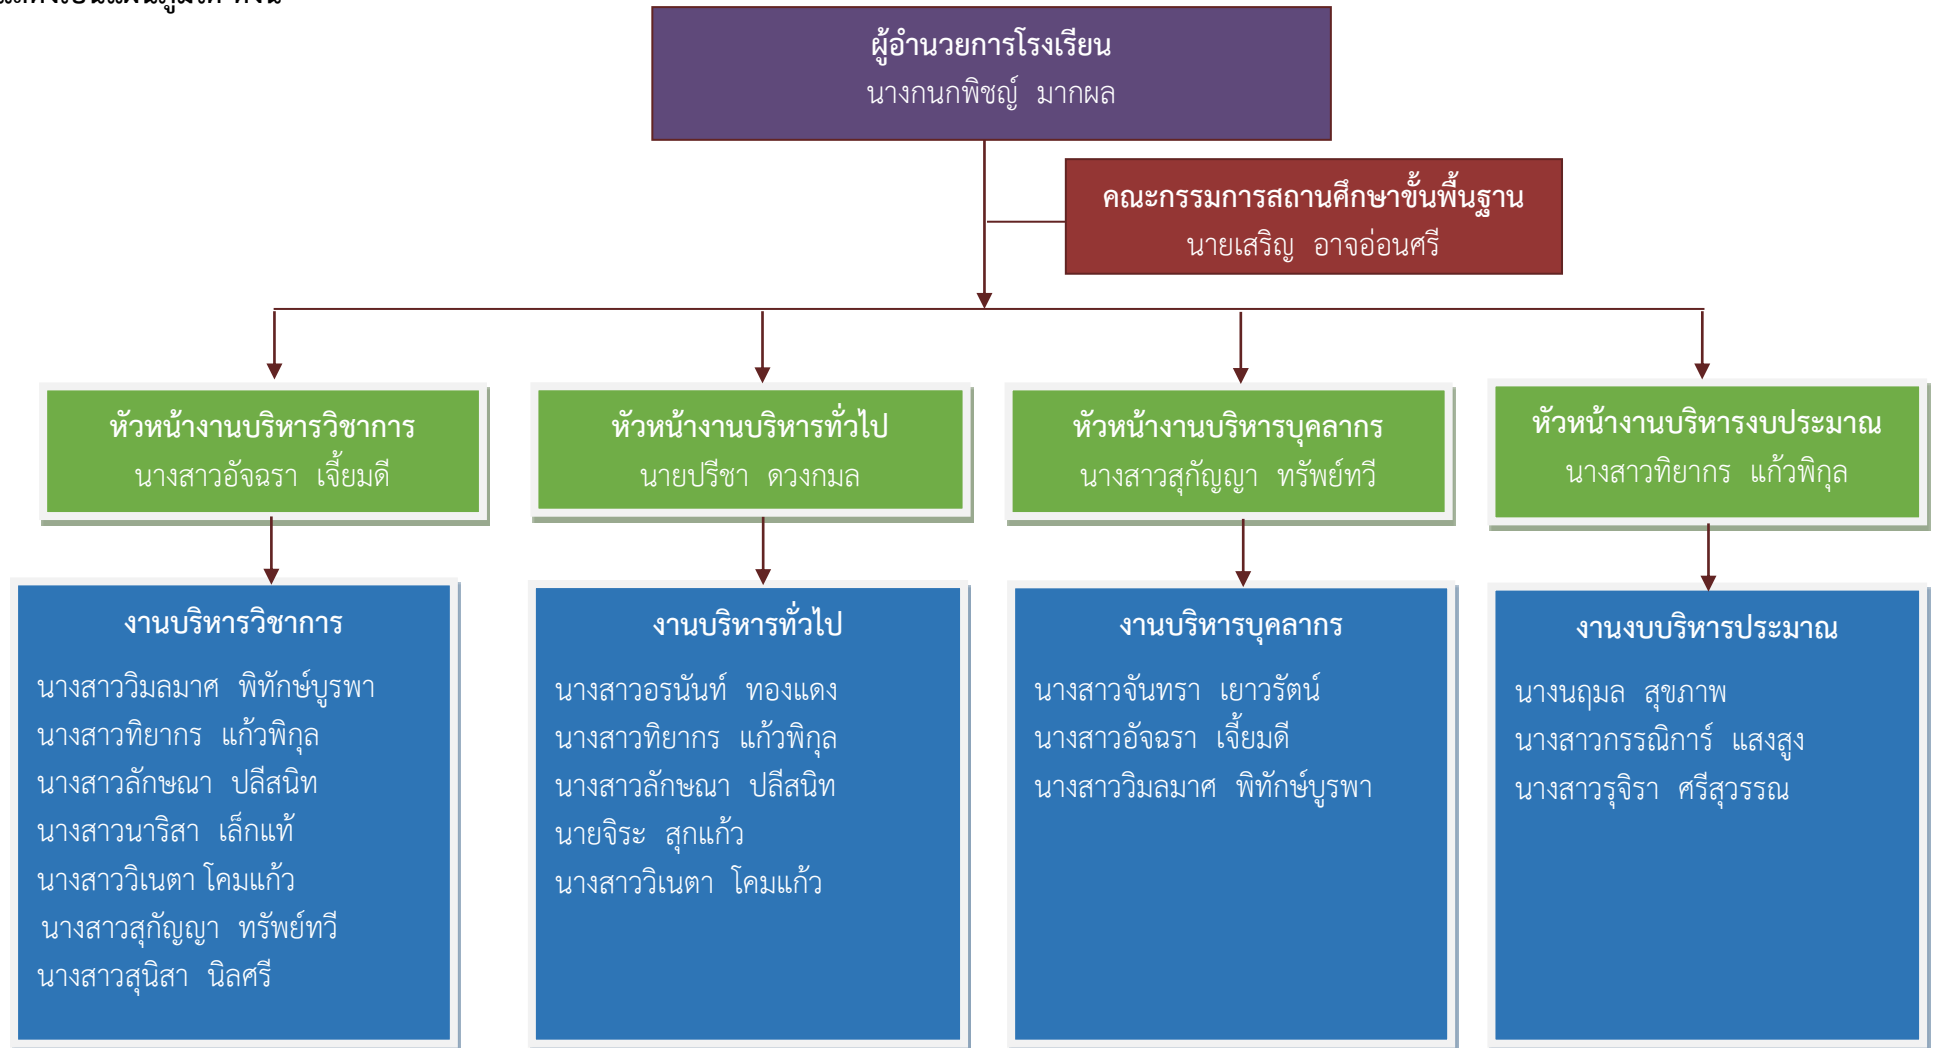 ผู้อำนวยการโรงเรียน
นางกนกพิชญ์ มากผล
คณะกรรมการสถานศึกษาขั้นพื้นฐาน
นายเสริญ อาจอ่อนศรี
หัวหน้างานบริหารวิชาการ
นางสาวอัจฉรา เจี้ยมดี
หัวหน้างานบริหารทั่วไป
นายปรีชา ดวงกมล
หัวหน้างานบริหารบุคลากร
นางสาวสุกัญญา ทรัพย์ทวี
หัวหน้างานบริหารงบประมาณ
นางสาวทิยากร แก้วพิกุล
งานบริหารวิชาการ
นางสาววิมลมาศ พิทักษ์บูรพา
นางสาวทิยากร แก้วพิกุล
นางสาวลักษณา ปลีสนิท
นางสาวนาริสา เล็กแท้
นางสาววิเนตา โคมแก้ว
นางสาวสุกัญญา ทรัพย์ทวี
นางสาวสุนิสา นิลศรี
งานบริหารทั่วไป
นางสาวอรนันท์ ทองแดง
นางสาวทิยากร แก้วพิกุล
นางสาวลักษณา ปลีสนิท
นายจิระ สุกแก้ว
นางสาววิเนตา โคมแก้ว
งานบริหารบุคลากร
นางสาวจันทรา เยาวรัตน์
นางสาวอัจฉรา เจี้ยมดี
นางสาววิมลมาศ พิทักษ์บูรพา
งานงบบริหารประมาณ
นางนฤมล สุขภาพ
นางสาวกรรณิการ์ แสงสูง
นางสาวรุจิรา ศรีสุวรรณ